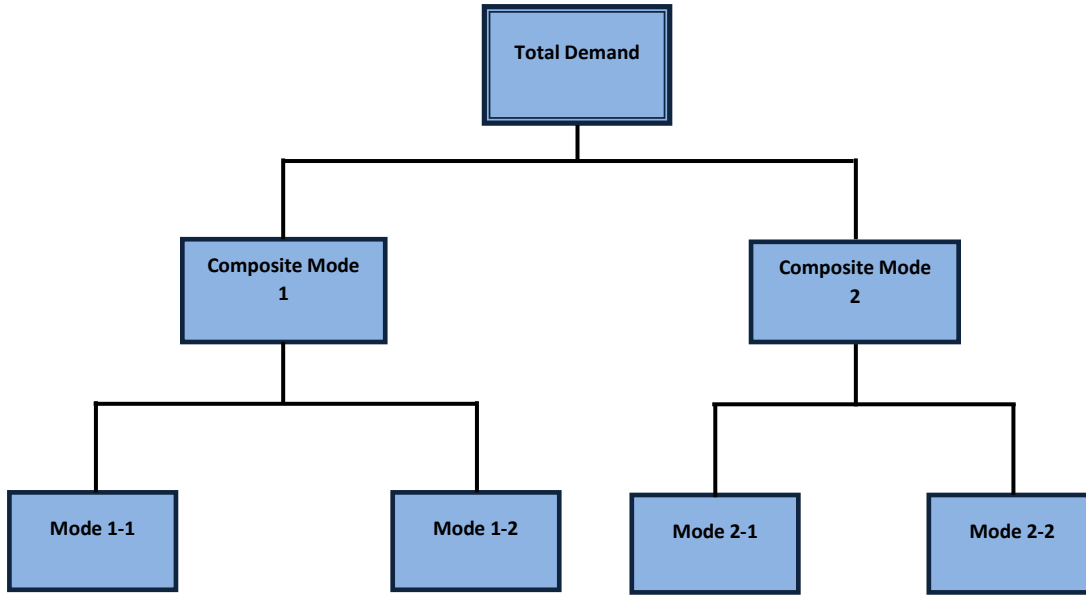 Total Demand
Composite Mode
1
Composite Mode
2
Mode 1-1
Mode 1-2
Mode 2-1
Mode 2-2